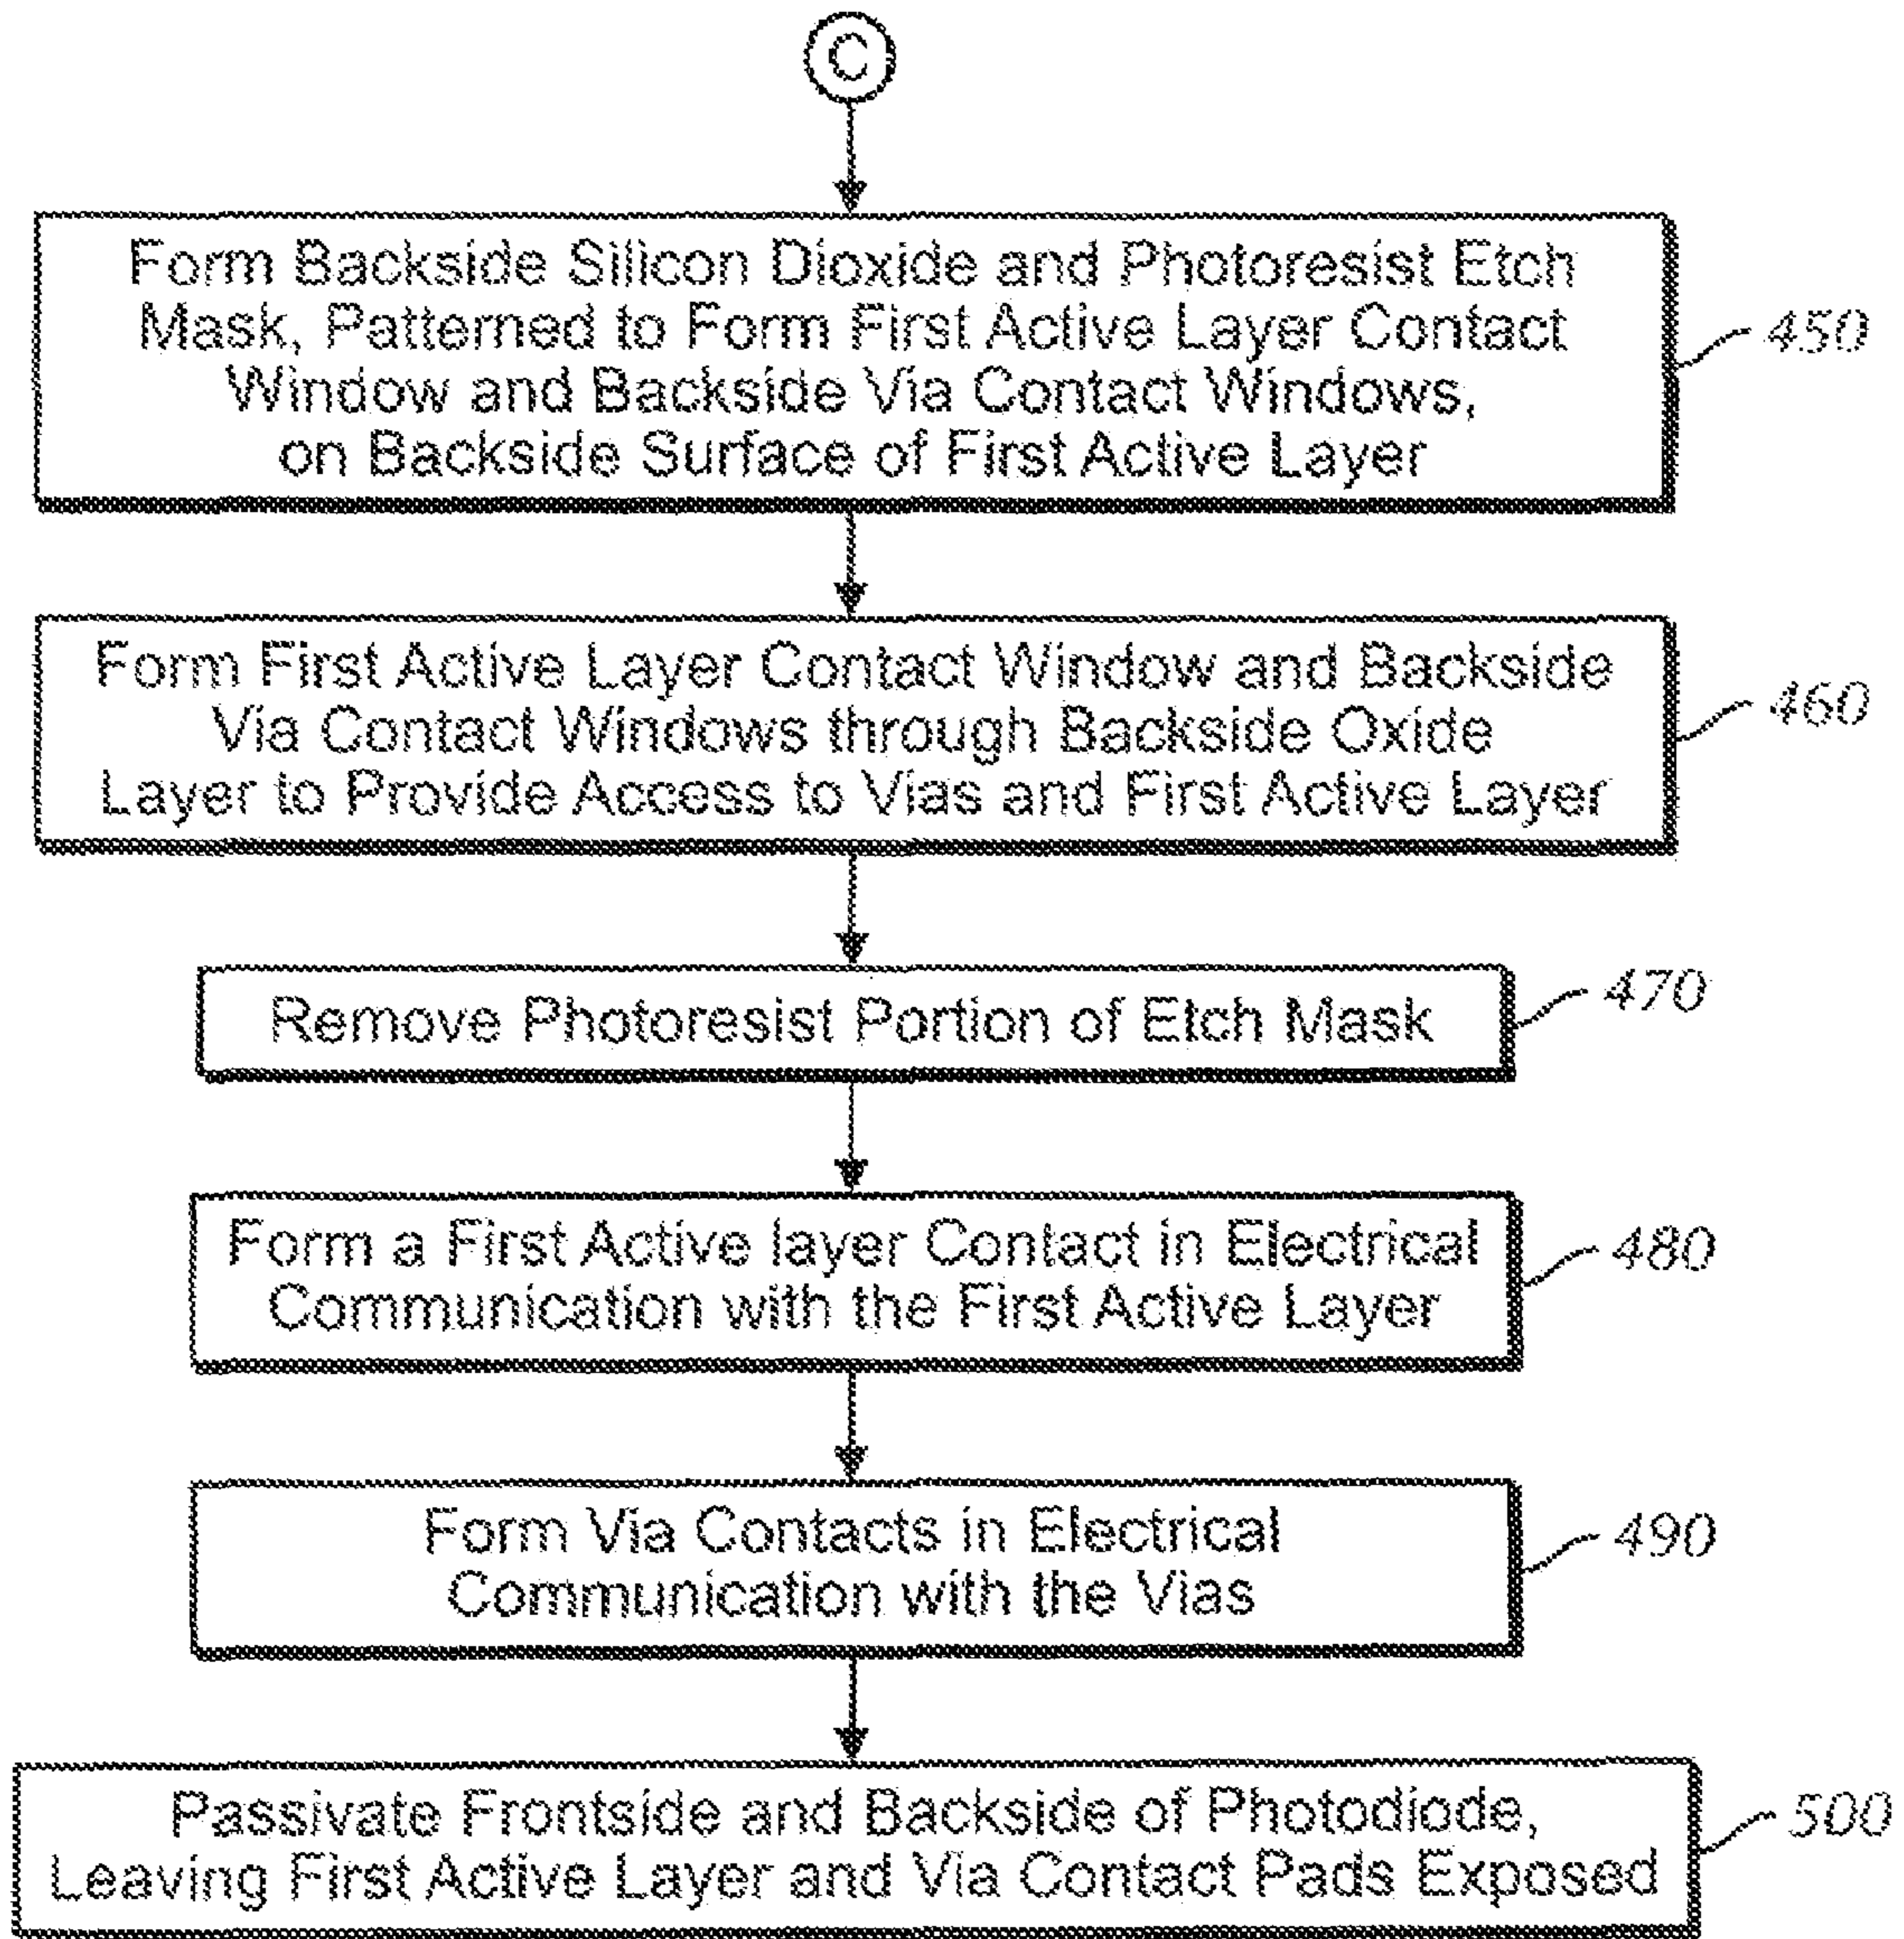 C
Form Backside Silicon Dioxide and Photoresist Etch
Mask, Patterned to Form First Active Layer Contact
Window and Backside Via Contact Windows,
on Backside Surface of First Active Layer
450
Form First Active Layer Contact Window and Backside
Via Contact Windows through Backside Oxide
Layer to Provide Access to Vias and First Active Layer
460
Remove Photoresist Portion of Etch Mask
470
Form a First Active layer Contact in Electrical
Communication with the First Active Layer
480
Form Via Contacts in Electrical
Communication with the Vias
490
Passivate Frontside and Backside of Photodiode,
Leaving First Active Layer and Via Contact Pads Exposed
500